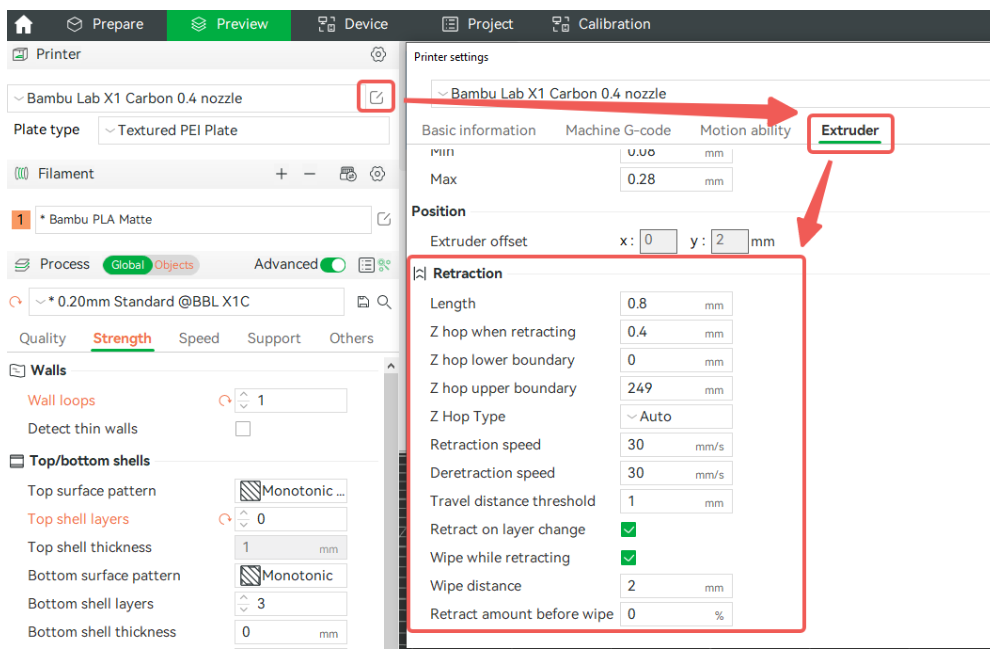 Prepare
Preview
Device
Project
Calibration
Printer
Bambu Lab X1 Carbon 0.4 nozzle
Plate type
Textured PEI Plate
Filament
1
* Bambu PLA Matte
Process
Global
Objects
Advanced
* 0.20mm Standard @BBL X1C
Quality
Strength
Speed
Support
Others
Walls
Wall loops 1
Detect thin walls
Top/bottom shells
Top surface pattern Monotonic ...
Top shell layers 0
Top shell thickness 1 mm
Bottom surface pattern Monotonic
Bottom shell layers 3
Bottom shell thickness 0 mm
Printer settings
Bambu Lab X1 Carbon 0.4 nozzle
Basic information
Machine G-code
Motion ability
Extruder
Min 0.08 mm
Max 0.28 mm
Position
Extruder offset x: 0 y: 2 mm
Retraction
Length 0.8 mm
Z hop when retracting 0.4 mm
Z hop lower boundary 0 mm
Z hop upper boundary 249 mm
Z Hop Type Auto
Retraction speed 30 mm/s
Deretraction speed 30 mm/s
Travel distance threshold 1 mm
Retract on layer change
Wipe while retracting
Wipe distance 2 mm
Retract amount before wipe 0 %